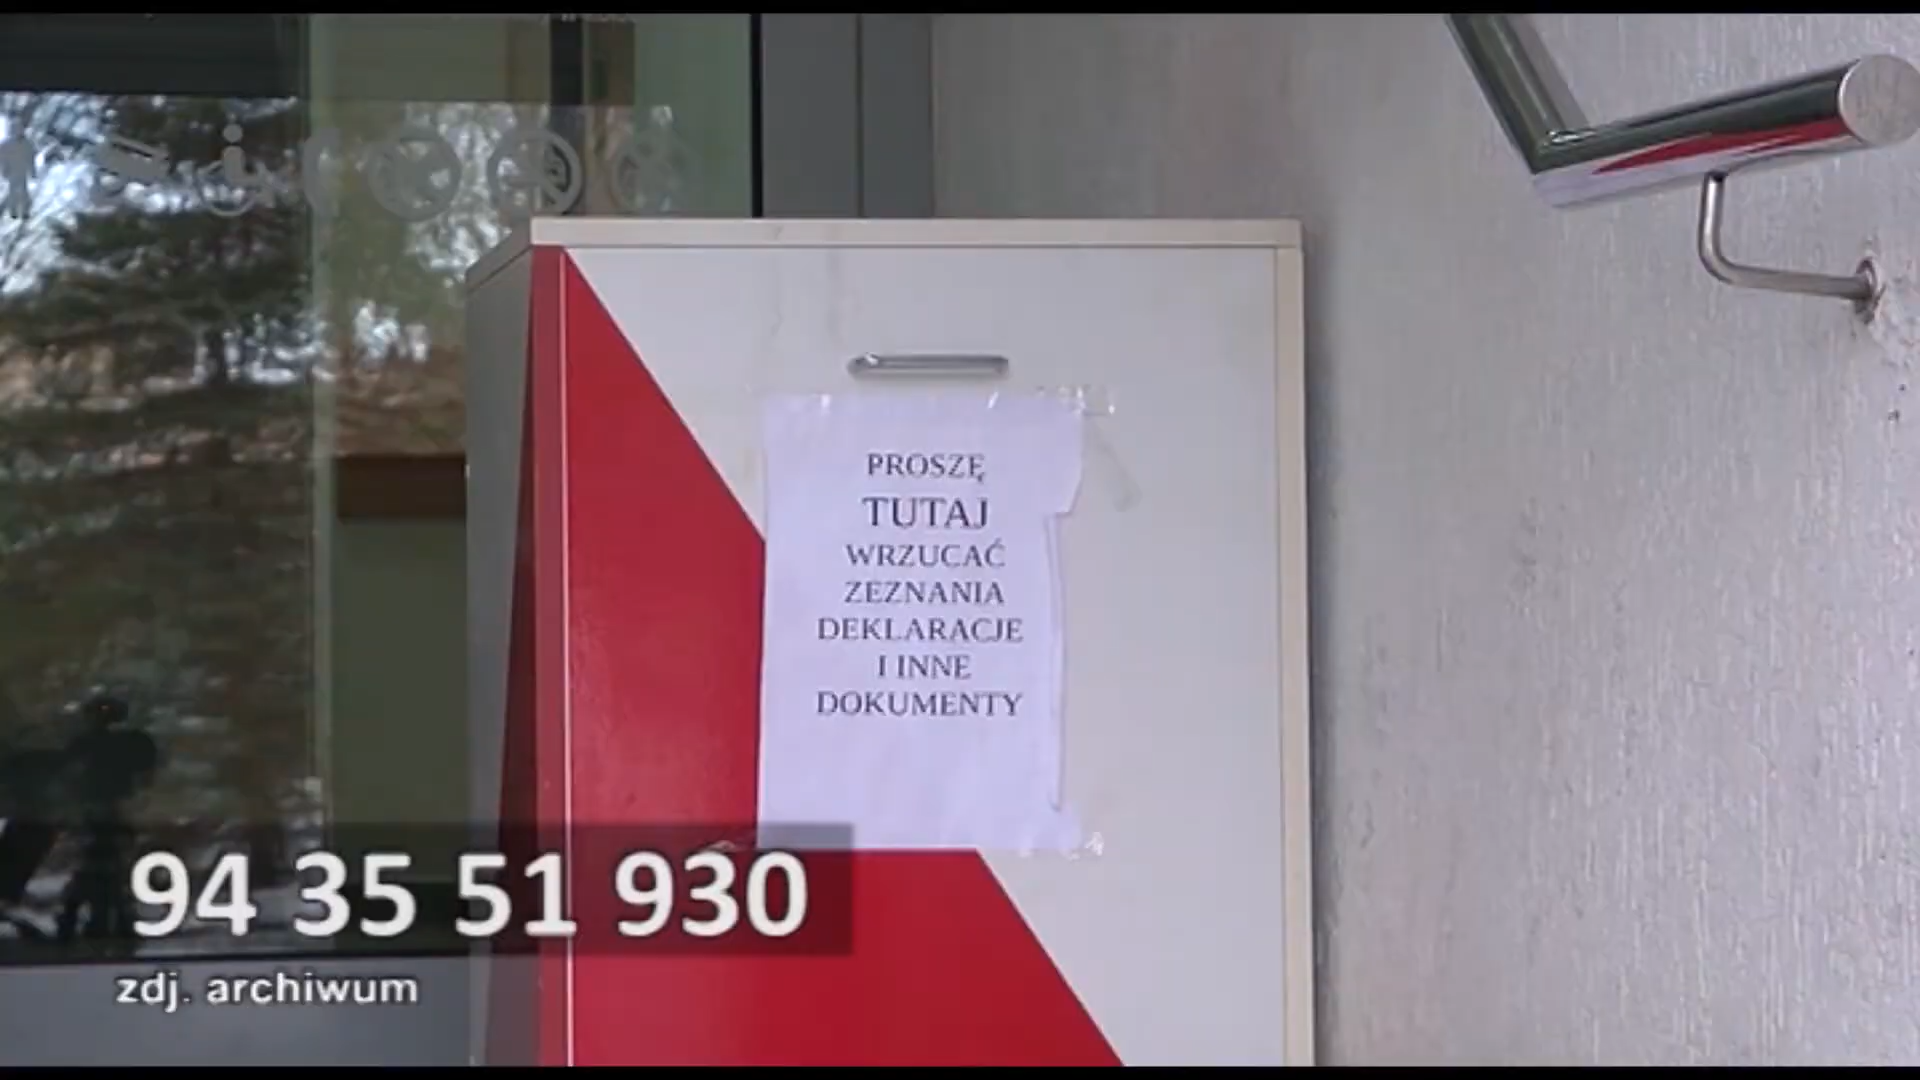 PROSZĘ
TUTAJ
WRZUCAĆ
ZEZNANIA
DEKLARACJE
I INNE
DOKUMENTY
94 35 51 930
zdj. archiwum